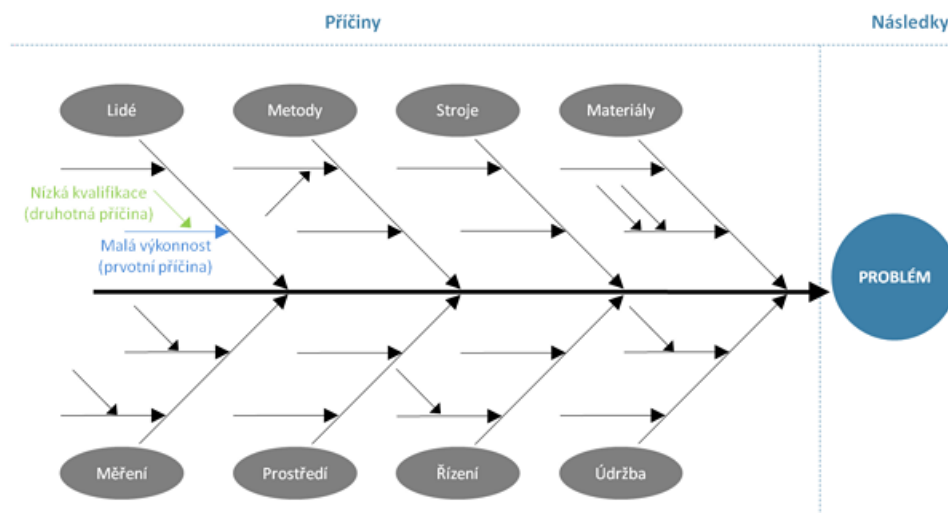 Příčiny
Následky
Lidé
Metody
Stroje
Materiály
Nízká kvalifikace
(druhotná příčina)
Malá výkonnost
(prvotní příčina)
PROBLÉM
Měření
Prostředí
Řízení
Údržba